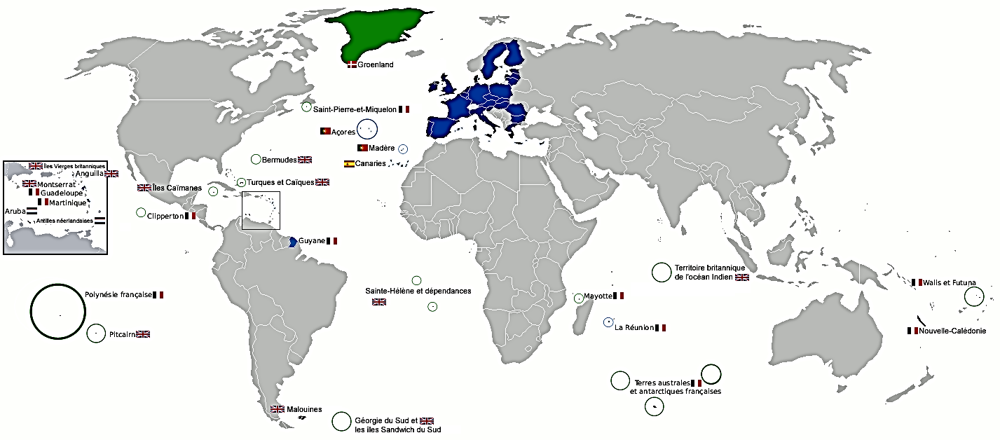 Groenland
Saint-Pierre-et-Miquelon
Açores
Madère
Canaries
Bermudes
Turques et Caïques
Îles Caïmanes
Clipperton
Îles Vierges britanniques
Anguilla
Montserrat
Guadeloupe
Martinique
Aruba
Antilles néerlandaises
Guyane
Polynésie française
Pitcairn
Sainte-Hélène et dépendances
Territoire britannique
de l'océan Indien
Mayotte
La Réunion
Walls et Futuna
Nouvelle-Calédonie
Terres australes
et antarctiques françaises
Malouines
Géorgie du Sud et
les îles Sandwich du Sud